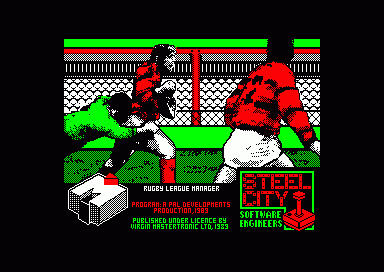 RUGBY LEAGUE MANAGER
PROGRAM:A PAL DEVELOPMENTS
PRODUCTION,1989
PUBLISHED UNDER LICENCE BY
VIRGIN MASTERTRONIC LTD,1989
STEEL
CITY
SOFTWARE
ENGINEERS
M